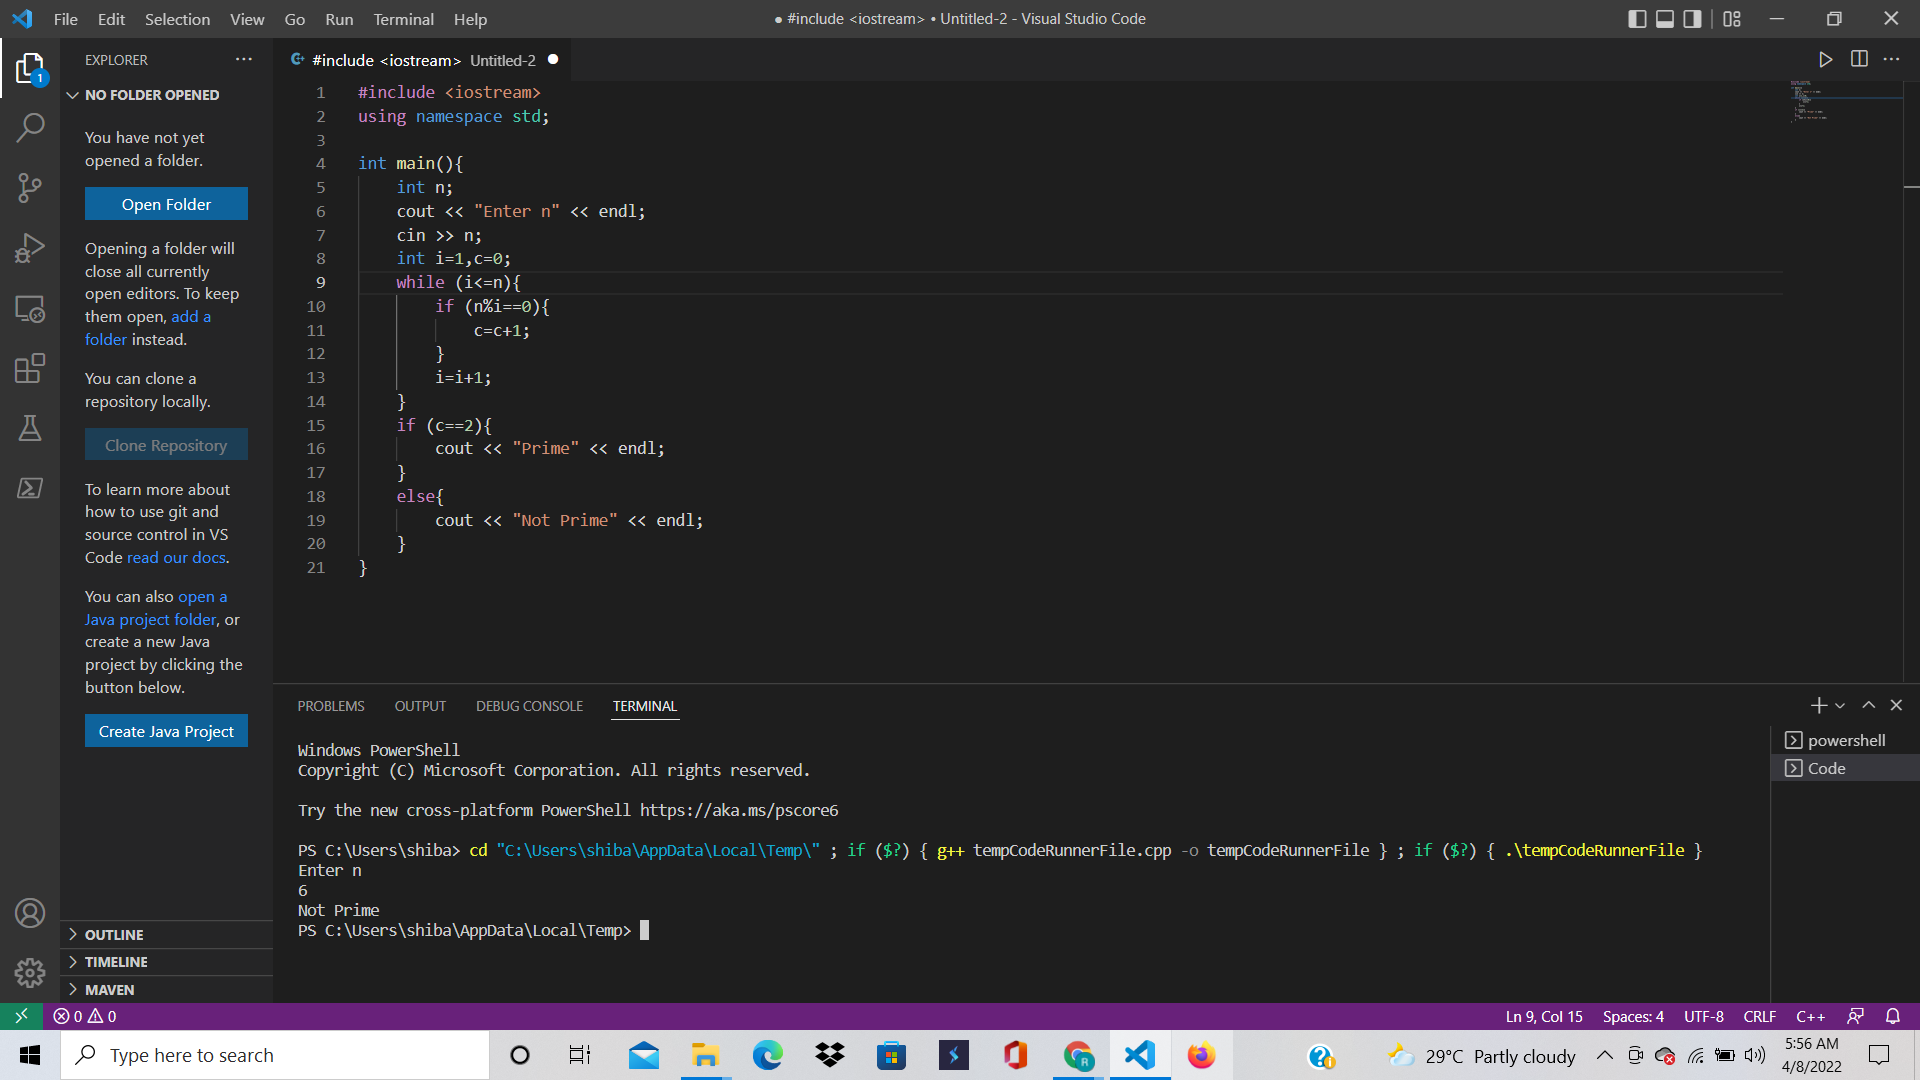 File Edit Selection View Go Run Terminal Help
● #include <iostream> • Untitled-2 - Visual Studio Code
EXPLORER
1
NO FOLDER OPENED
You have not yet
opened a folder.
Open Folder
Opening a folder will
close all currently
open editors. To keep
them open, add a
folder instead.
You can clone a
repository locally.
Clone Repository
To learn more about
how to use git and
source control in VS
Code read our docs.
You can also open a
Java project folder, or
create a new Java
project by clicking the
button below.
Create Java Project
OUTLINE
TIMELINE
MAVEN
#include <iostream> Untitled-2
1 #include <iostream>
2 using namespace std;
3
4 int main(){
5 int n;
6 cout << "Enter n" << endl;
7 cin >> n;
8 int i=1,c=0;
9 while (i<=n){
10 if (n%i==0){
11 c=c+1;
12 }
13 i=i+1;
14 }
15 if (c==2){
16 cout << "Prime" << endl;
17 }
18 else{
19 cout << "Not Prime" << endl;
20 }
21 }
PROBLEMS OUTPUT DEBUG CONSOLE TERMINAL
Windows PowerShell
Copyright (C) Microsoft Corporation. All rights reserved.
Try the new cross-platform PowerShell https://aka.ms/pscore6
PS C:\Users\shiba> cd "C:\Users\shiba\AppData\Local\Temp\" ; if ($?) { g++ tempCodeRunnerFile.cpp -o tempCodeRunnerFile } ; if ($?) { .\tempCodeRunnerFile }
Enter n
6
Not Prime
PS C:\Users\shiba\AppData\Local\Temp>
powershell
Code
0 0
Ln 9, Col 15 Spaces: 4 UTF-8 CRLF C++
Type here to search
29°C Partly cloudy
5:56 AM
4/8/2022